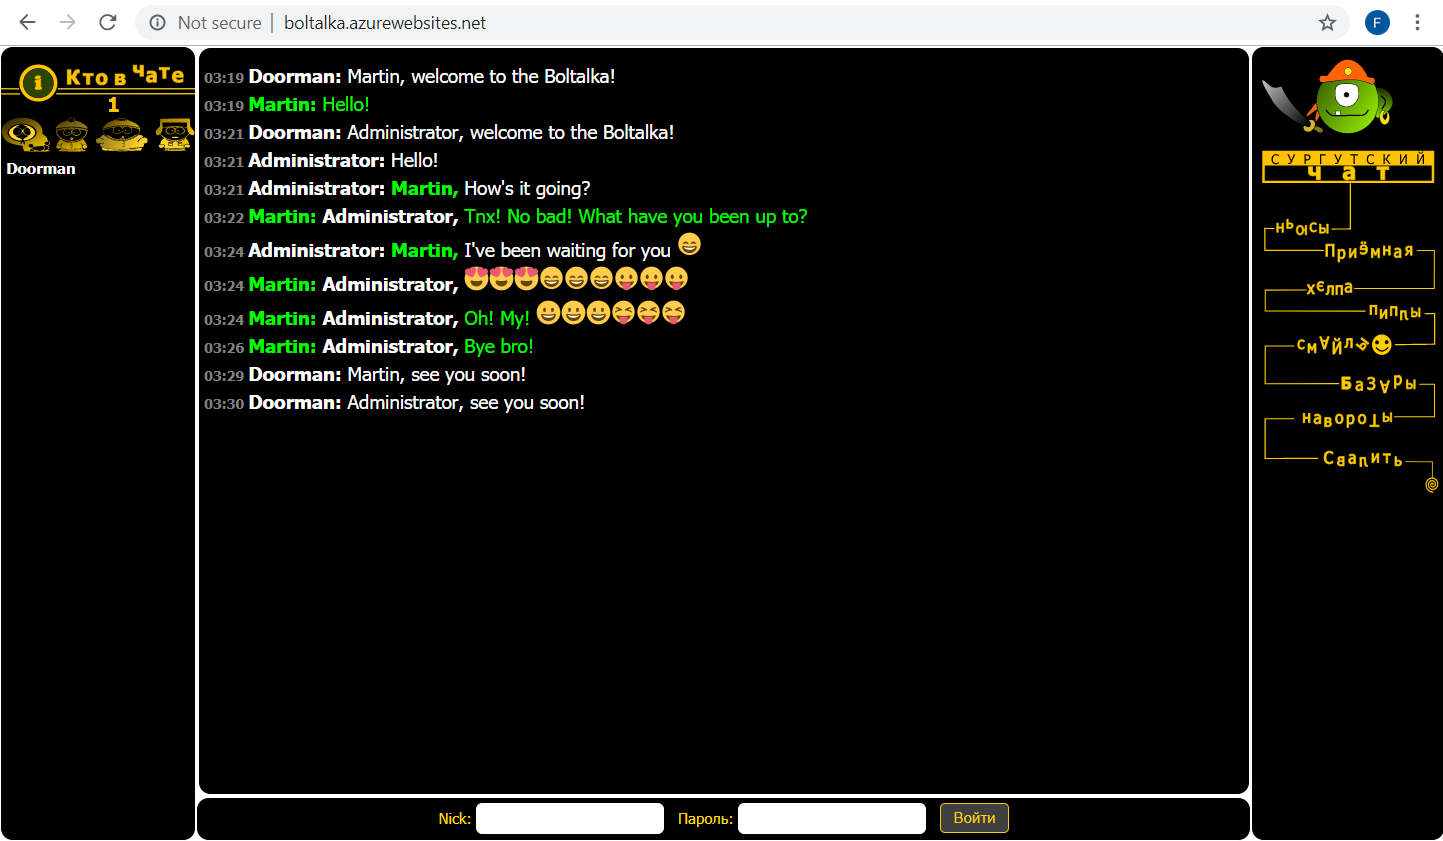 Not secure | boltalka.azurewebsites.net
F
i Кто в чате
1
Doorman
03:19 Doorman: Martin, welcome to the Boltalka!
03:19 Martin: Hello!
03:21 Doorman: Administrator, welcome to the Boltalka!
03:21 Administrator: Hello!
03:21 Administrator: Martin, How's it going?
03:22 Martin: Administrator, Tnx! No bad! What have you been up to?
03:24 Administrator: Martin, I've been waiting for you 😄
03:24 Martin: Administrator, 😍😍😍😄😄😄😛😛😛
03:24 Martin: Administrator, Oh! My! 😀😀😀😝😝😝
03:26 Martin: Administrator, Bye bro!
03:29 Doorman: Martin, see you soon!
03:30 Doorman: Administrator, see you soon!
Nick:
Пароль:
Войти
СУРГУТСКИЙ
чат
ньюсы
Приёмная
хелпа
пиплы
смайлы
Базары
навороты
Свалить